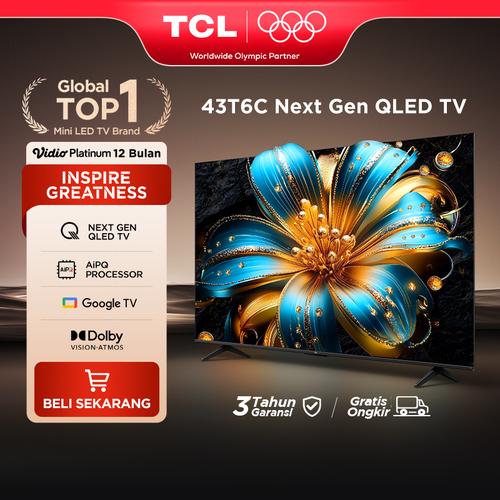 TCL
Worldwide Olympic Partner
Global
TOP 1
Mini LED TV Brand
43T6C Next Gen QLED TV
Vidio Platinum 12 Bulan
INSPIRE
GREATNESS
NEXT GEN
QLED TV
AiPQ
AiPQ
PROCESSOR
Google TV
Dolby
VISION·ATMOS
BELI SEKARANG
3 Tahun
Garansi
Gratis
Ongkir